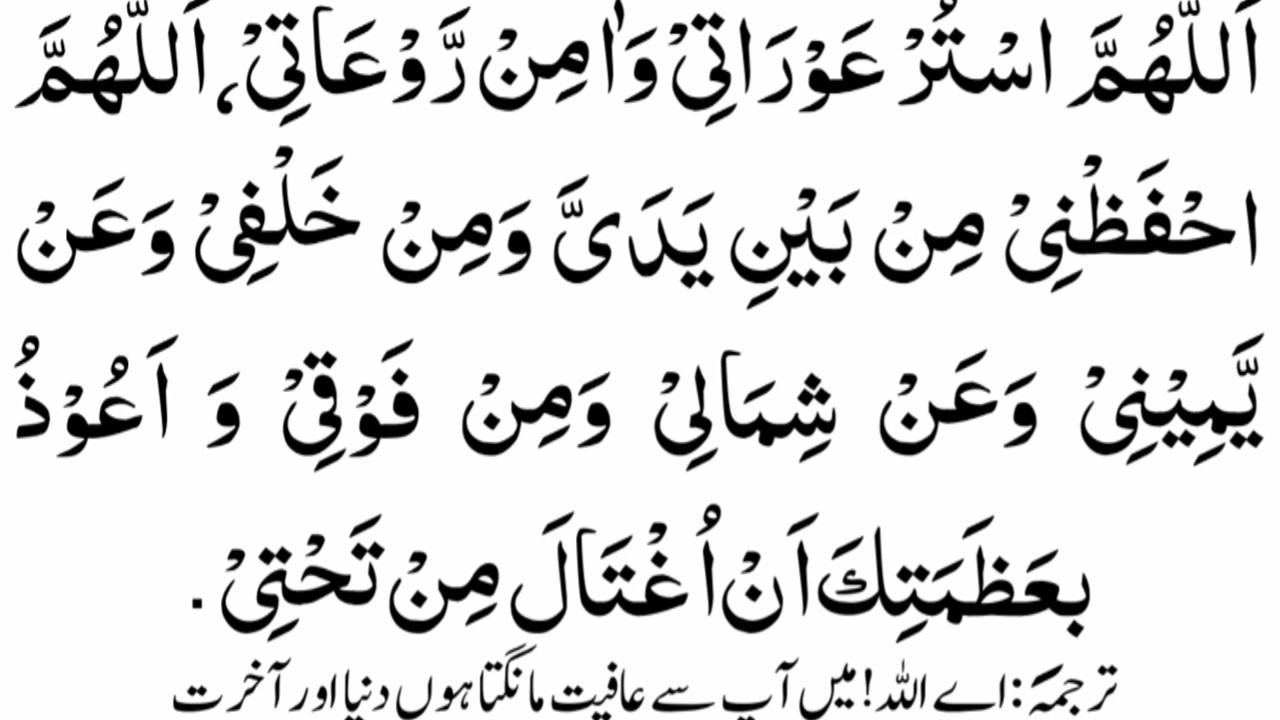 اَللّٰهُمَّ اسْتُرْ عَوْرَاتِيْ وَاٰمِنْ رَّوْعَاتِيْ، اَللّٰهُمَّ
احْفَظْنِيْ مِنْ بَيْنِ يَدَيَّ وَمِنْ خَلْفِيْ وَعَنْ
يَّمِيْنِيْ وَعَنْ شِمَالِيْ وَمِنْ فَوْقِيْ وَ اَعُوْذُ
بِعَظَمَتِكَ اَنْ اُغْتَالَ مِنْ تَحْتِيْ.
ترجمہ: اے اللہ! میں آپ سے عافیت مانگتا ہوں دنیا اور آخرت